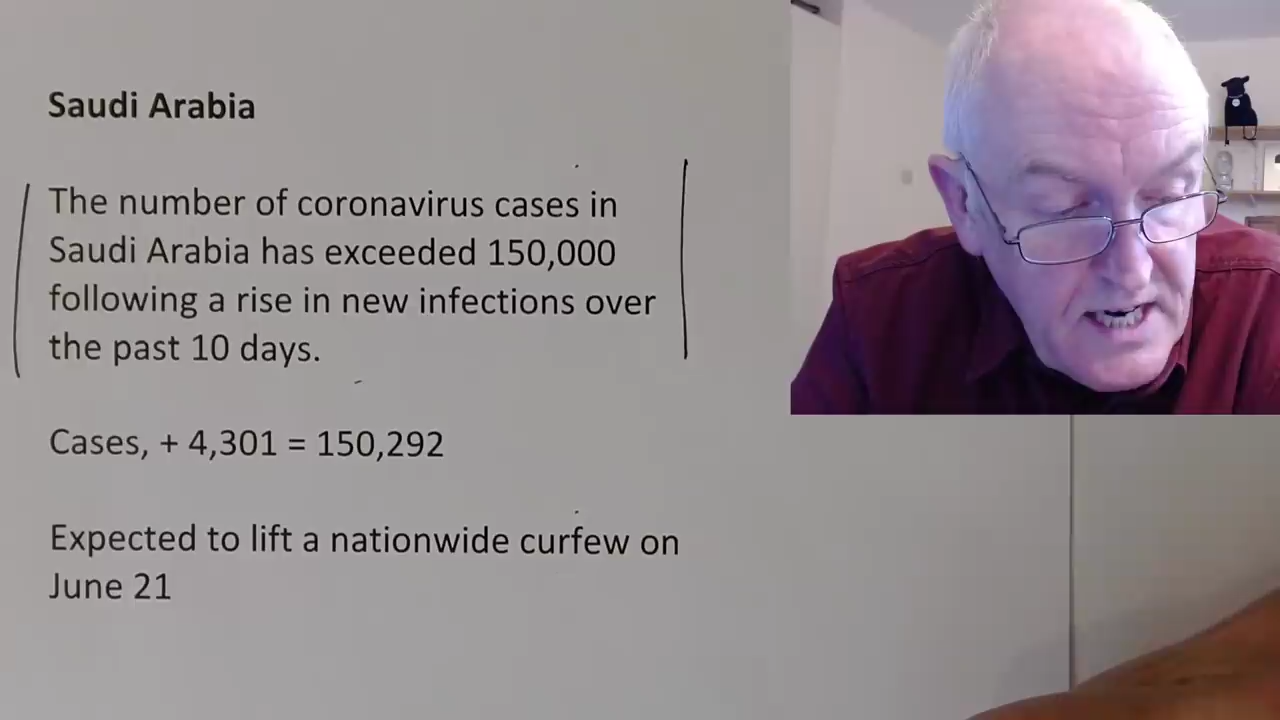 Saudi Arabia
The number of coronavirus cases in
Saudi Arabia has exceeded 150,000
following a rise in new infections over
the past 10 days.
Cases, + 4,301 = 150,292
Expected to lift a nationwide curfew on
June 21